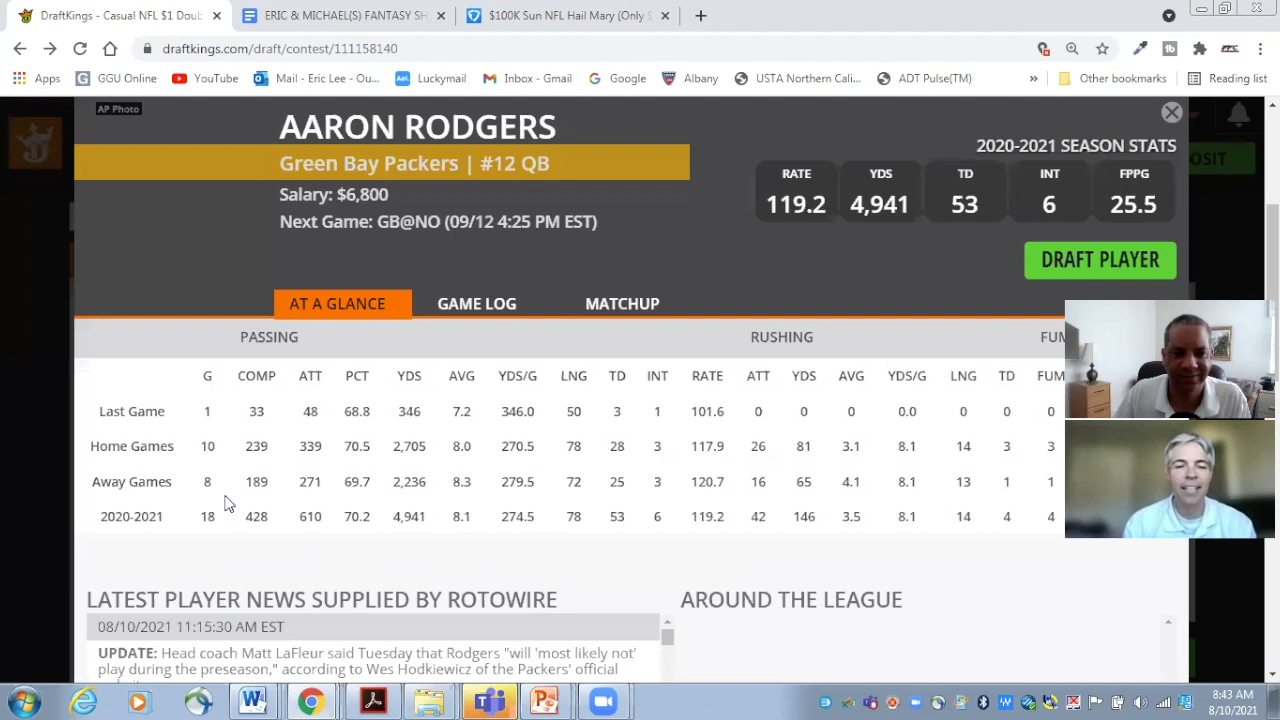 DraftKings - Casual NFL $1 Doub
ERIC & MICHAEL(S) FANTASY SH
$100K Sun NFL Hail Mary (Only $
draftkings.com/draft/contest/111158140
Apps
GGU Online
YouTube
Mail - Eric Lee - Ou...
Luckymail
Inbox - Gmail
Google
Albany
USTA Northern Cali...
ADT Pulse(TM)
»
Other bookmarks
Reading list
AP Photo
AARON RODGERS
Green Bay Packers | #12 QB
Salary: $6,800
Next Game: GB@NO (09/12 4:25 PM EST)
2020-2021 SEASON STATS
RATE YDS TD INT FPPG
119.2 4,941 53 6 25.5
OSIT
DRAFT PLAYER
AT A GLANCE GAME LOG MATCHUP
PASSING RUSHING FUM
G COMP ATT PCT YDS AVG YDS/G LNG TD INT RATE ATT YDS AVG YDS/G LNG TD FUM
Last Game 1 33 48 68.8 346 7.2 346.0 50 3 1 101.6 0 0 0 0.0 0 0 0
Home Games 10 239 339 70.5 2,705 8.0 270.5 78 28 3 117.9 26 81 3.1 8.1 14 3 3
Away Games 8 189 271 69.7 2,236 8.3 279.5 72 25 3 120.7 16 65 4.1 8.1 13 1 1
2020-2021 18 428 610 70.2 4,941 8.1 274.5 78 53 6 119.2 42 146 3.5 8.1 14 4 4
LATEST PLAYER NEWS SUPPLIED BY ROTOWIRE
AROUND THE LEAGUE
08/10/2021 11:15:30 AM EST
UPDATE: Head coach Matt LaFleur said Tuesday that Rodgers "will 'most likely not'
play during the preseason," according to Wes Hodkiewicz of the Packers' official
8:43 AM
8/10/2021